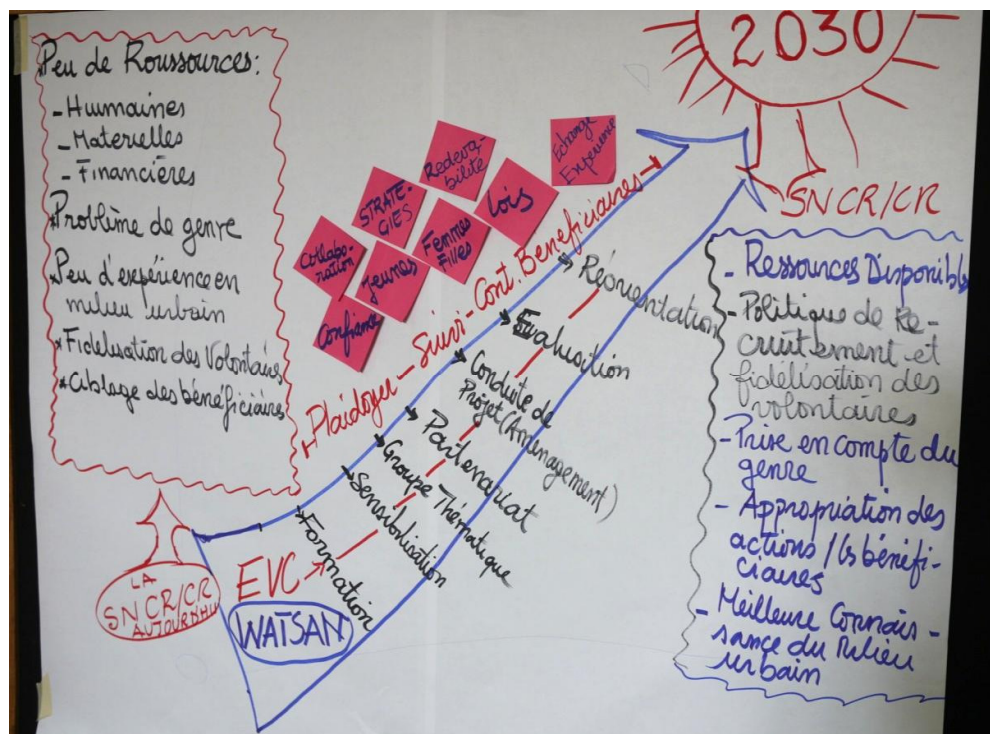 Peu de Roussources:
- Humaines
- Materielles
- Financières
Problème de genre
Peu d'expérience en
milieu urbain
* Fidelisation des Volontaires
* Ciblage des bénéficiaires
LA
SN CR/CR
AUJOURD'HUI
2030
SNCR/CR
Collabo-
ration
STRATE-
GIES
Redeva-
bilité
Lois
Echange
Expérience
Jeunes
Femmes
Filles
Confiance
Plaidoyer - Suivi - Cont. Beneficiaires
EVC
WATSAN
Formation
Sensibilisation
Groupe Thématique
Partenariat
Conduite de
Projet (Aménagement)
Evaluation
Réorientation
- Ressources Disponibles
- Politique de Re-
crutement et
fidélisation des
volontaires
- Prise en compte du
genre
- Appropriation des
actions / ls bénéfi-
ciaires
- Meilleure Connais-
sance du Milieu
urbain